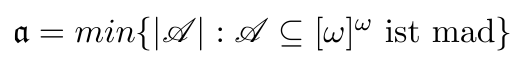 𝔞 = min{|𝒜| : 𝒜 ⊆ [ω]^ω ist mad}